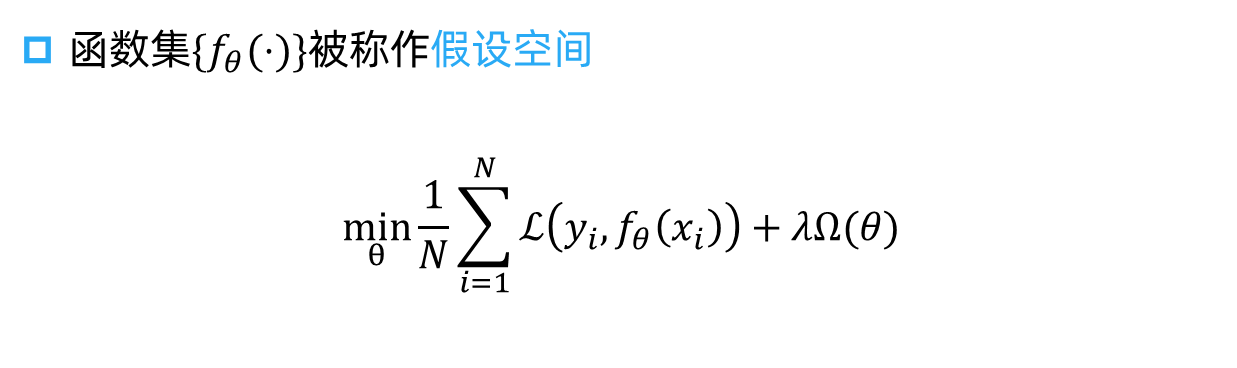 函数集{f_θ(·)}被称作假设空间
min_θ 1/N ∑_{i=1}^{N} ℒ(y_i, f_θ(x_i)) + λΩ(θ)